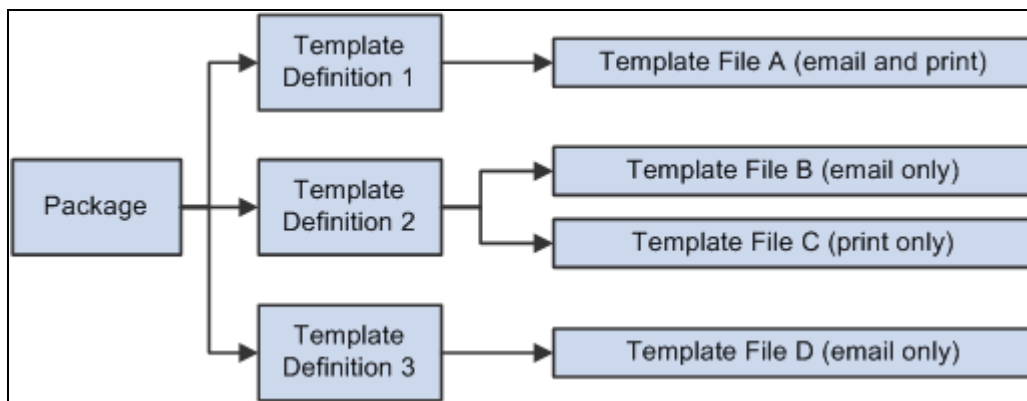 Package
Template
Definition 1
Template File A (email and print)
Template
Definition 2
Template File B (email only)
Template File C (print only)
Template
Definition 3
Template File D (email only)